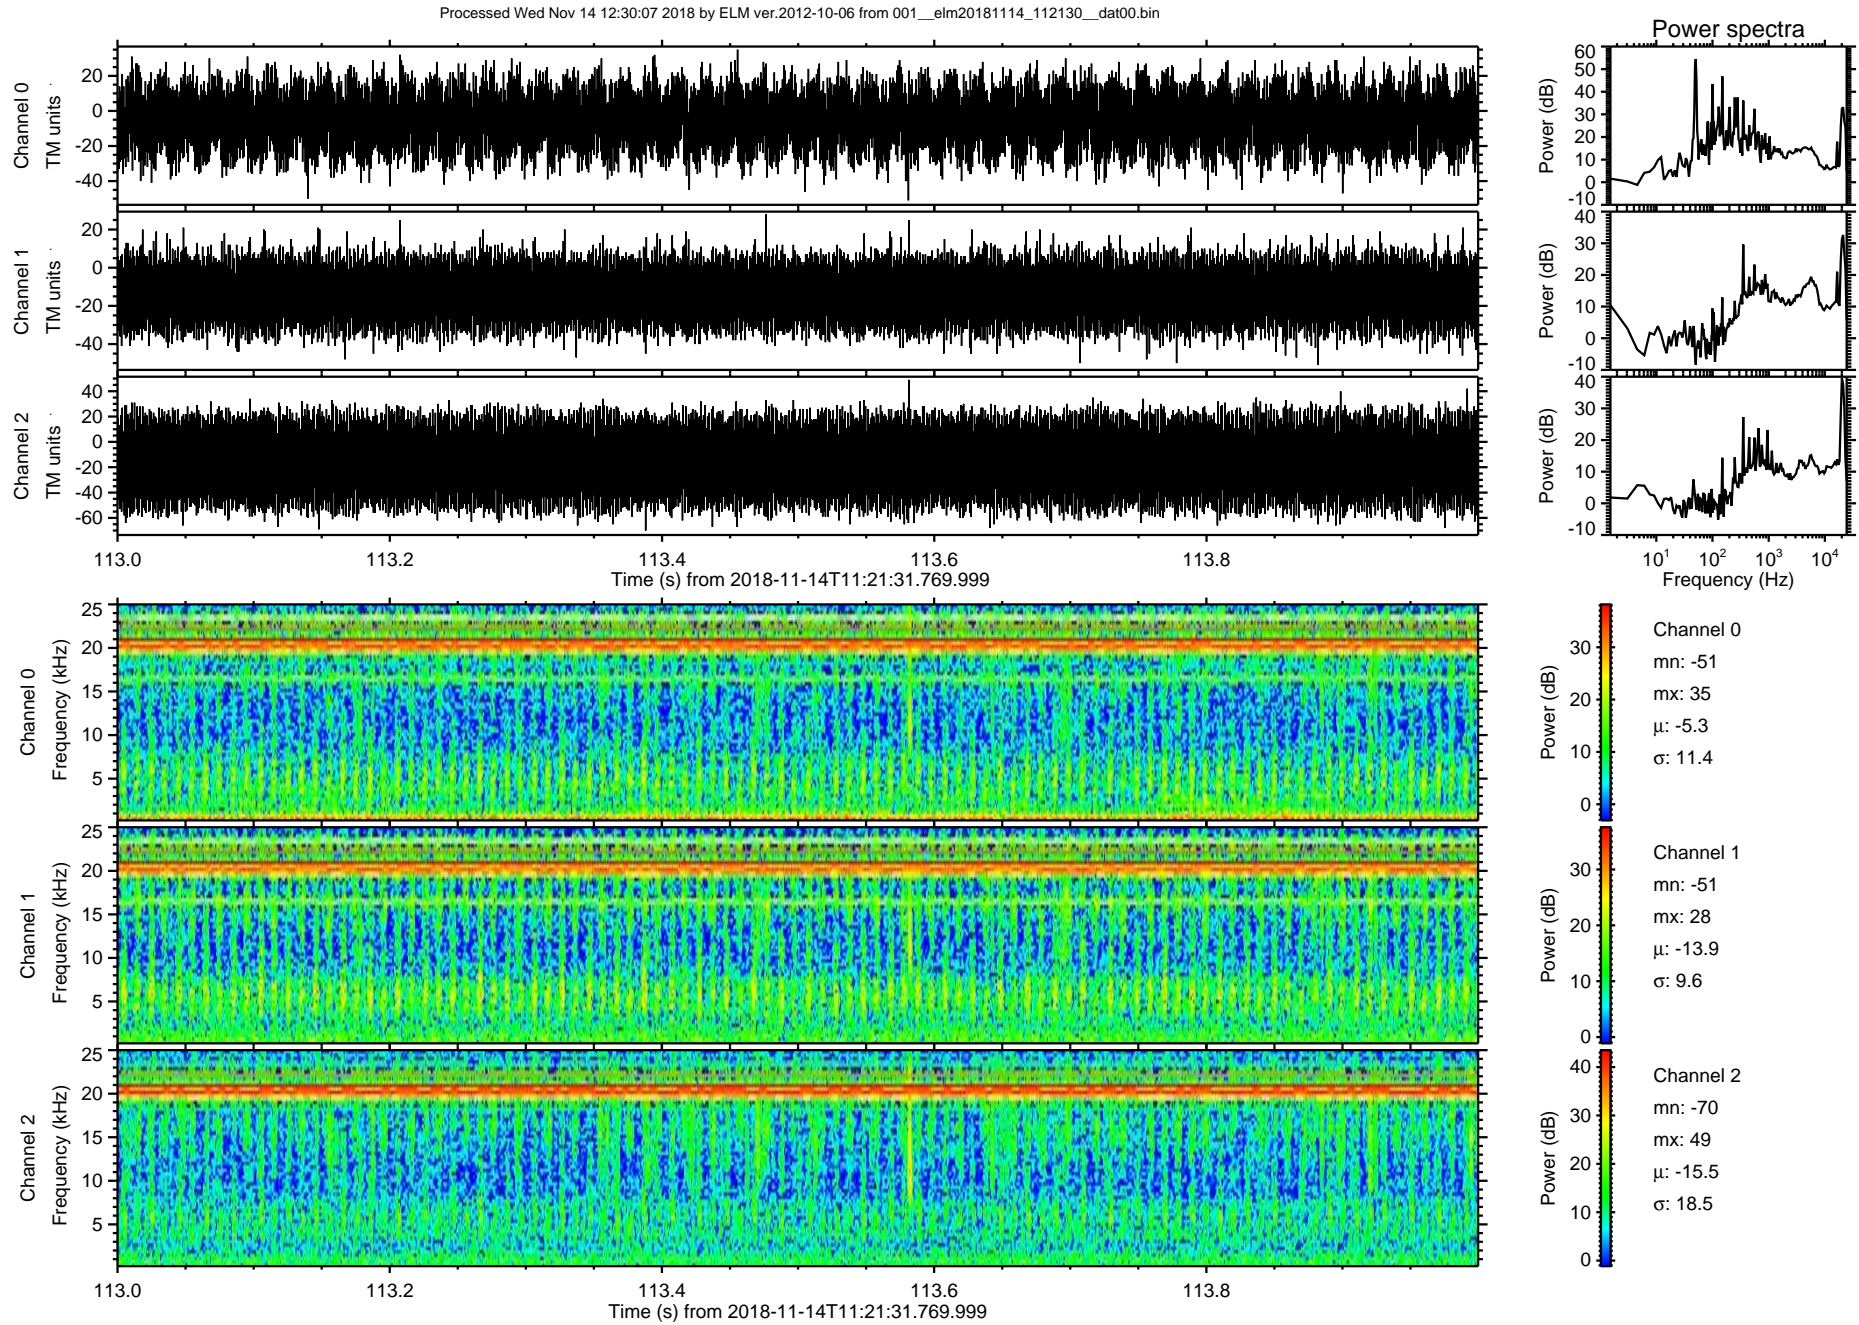 Processed Wed Nov 14 12:30:07 2018 by ELM ver.2012-10-06 from 001__elm20181114_112130__dat00.bin
Power spectra
Channel 0
TM units
20
0
-20
-40
Power (dB)
60
50
40
30
20
10
0
-10
Channel 1
TM units
20
0
-20
-40
Power (dB)
40
30
20
10
0
-10
Channel 2
TM units
40
20
0
-20
-40
-60
Power (dB)
40
30
20
10
0
-10
113.0
113.2
113.4
113.6
113.8
Time (s) from 2018-11-14T11:21:31.769.999
10¹
10²
10³
10⁴
Frequency (Hz)
Channel 0
Frequency (kHz)
25
20
15
10
5
Power (dB)
30
20
10
0
Channel 0
mn: -51
mx: 35
µ: -5.3
σ: 11.4
Channel 1
Frequency (kHz)
25
20
15
10
5
Power (dB)
30
20
10
0
Channel 1
mn: -51
mx: 28
µ: -13.9
σ: 9.6
Channel 2
Frequency (kHz)
25
20
15
10
5
Power (dB)
40
30
20
10
0
Channel 2
mn: -70
mx: 49
µ: -15.5
σ: 18.5
113.0
113.2
113.4
113.6
113.8
Time (s) from 2018-11-14T11:21:31.769.999